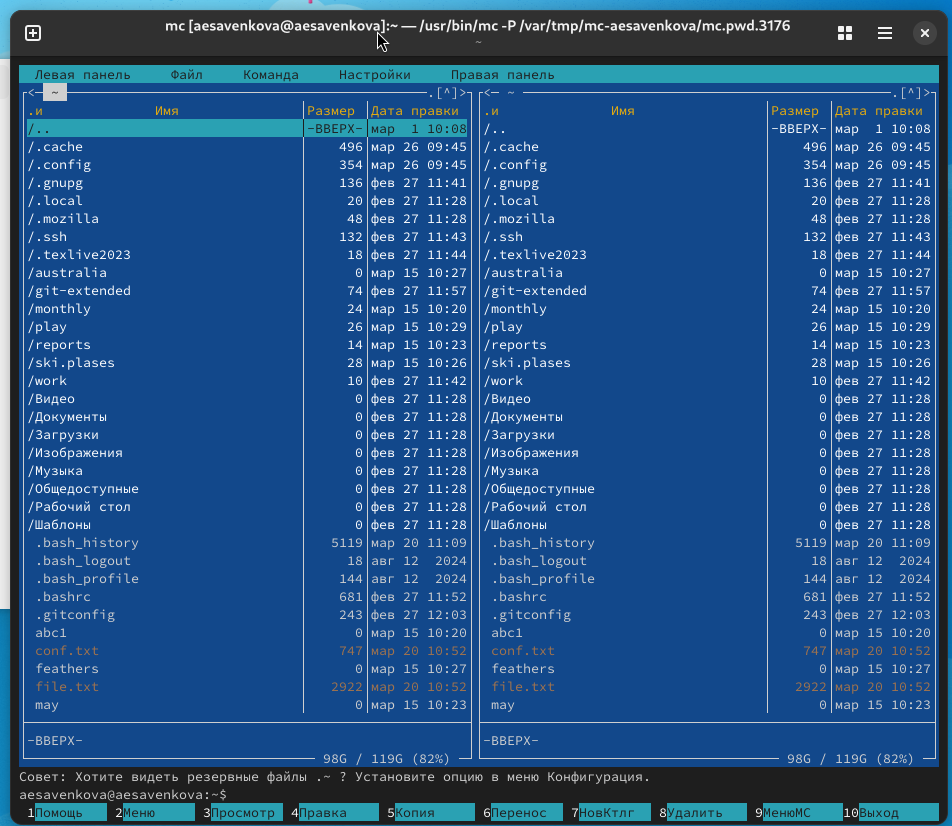 mc [aesavenkova@aesavenkova]:~ — /usr/bin/mc -P /var/tmp/mc-aesavenkova/mc.pwd.3176
~
Левая панель Файл Команда Настройки Правая панель
<─ ~ ──.[^]>
.и Имя Размер Дата правки
/.. -ВВЕРХ- мар 1 10:08
/.cache 496 мар 26 09:45
/.config 354 мар 26 09:45
/.gnupg 136 фев 27 11:41
/.local 20 фев 27 11:28
/.mozilla 48 фев 27 11:28
/.ssh 132 фев 27 11:43
/.texlive2023 18 фев 27 11:44
/australia 0 мар 15 10:27
/git-extended 74 фев 27 11:57
/monthly 24 мар 15 10:20
/play 26 мар 15 10:29
/reports 14 мар 15 10:23
/ski.plases 28 мар 15 10:26
/work 10 фев 27 11:42
/Видео 0 фев 27 11:28
/Документы 0 фев 27 11:28
/Загрузки 0 фев 27 11:28
/Изображения 0 фев 27 11:28
/Музыка 0 фев 27 11:28
/Общедоступные 0 фев 27 11:28
/Рабочий стол 0 фев 27 11:28
/Шаблоны 0 фев 27 11:28
.bash_history 5119 мар 20 11:09
.bash_logout 18 авг 12 2024
.bash_profile 144 авг 12 2024
.bashrc 681 фев 27 11:52
.gitconfig 243 фев 27 12:03
abc1 0 мар 15 10:20
conf.txt 747 мар 20 10:52
feathers 0 мар 15 10:27
file.txt 2922 мар 20 10:52
may 0 мар 15 10:23
-ВВЕРХ-
98G / 119G (82%)
<─ ~ ──.[^]>
.и Имя Размер Дата правки
/.. -ВВЕРХ- мар 1 10:08
/.cache 496 мар 26 09:45
/.config 354 мар 26 09:45
/.gnupg 136 фев 27 11:41
/.local 20 фев 27 11:28
/.mozilla 48 фев 27 11:28
/.ssh 132 фев 27 11:43
/.texlive2023 18 фев 27 11:44
/australia 0 мар 15 10:27
/git-extended 74 фев 27 11:57
/monthly 24 мар 15 10:20
/play 26 мар 15 10:29
/reports 14 мар 15 10:23
/ski.plases 28 мар 15 10:26
/work 10 фев 27 11:42
/Видео 0 фев 27 11:28
/Документы 0 фев 27 11:28
/Загрузки 0 фев 27 11:28
/Изображения 0 фев 27 11:28
/Музыка 0 фев 27 11:28
/Общедоступные 0 фев 27 11:28
/Рабочий стол 0 фев 27 11:28
/Шаблоны 0 фев 27 11:28
.bash_history 5119 мар 20 11:09
.bash_logout 18 авг 12 2024
.bash_profile 144 авг 12 2024
.bashrc 681 фев 27 11:52
.gitconfig 243 фев 27 12:03
abc1 0 мар 15 10:20
conf.txt 747 мар 20 10:52
feathers 0 мар 15 10:27
file.txt 2922 мар 20 10:52
may 0 мар 15 10:23
-ВВЕРХ-
98G / 119G (82%)
Совет: Хотите видеть резервные файлы .~ ? Установите опцию в меню Конфигурация.
aesavenkova@aesavenkova:~$
1Помощь 2Меню 3Просмотр 4Правка 5Копия 6Перенос 7НовКтлг 8Удалить 9МенюМС 10Выход